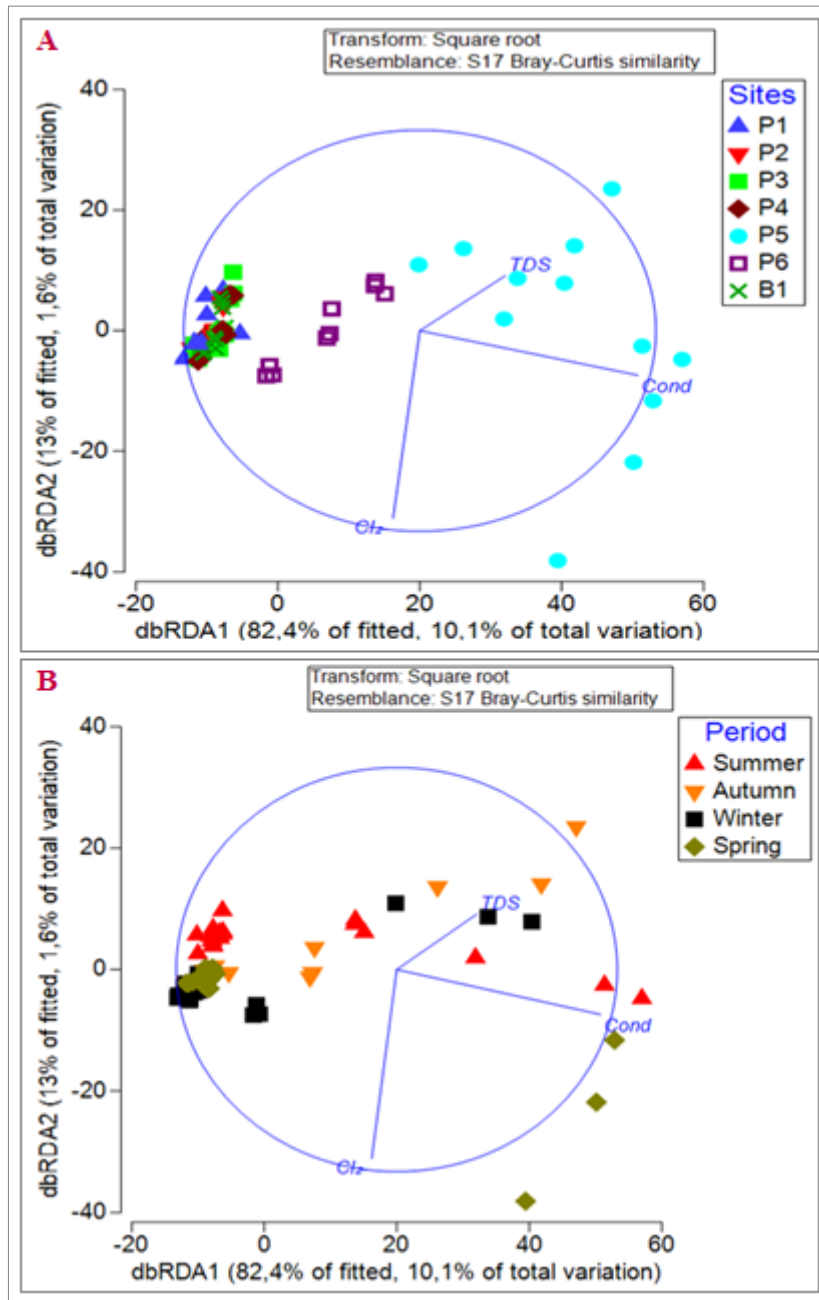 A
Transform: Square root
Resemblance: S17 Bray-Curtis similarity
40
20
0
-20
-40
dbRDA2 (13% of fitted, 1,6% of total variation)
TDS
Cond
Cl₂
Sites
P1
P2
P3
P4
P5
P6
B1
-20 0 20 40 60
dbRDA1 (82,4% of fitted, 10,1% of total variation)
B
Transform: Square root
Resemblance: S17 Bray-Curtis similarity
40
20
0
-20
-40
dbRDA2 (13% of fitted, 1,6% of total variation)
TDS
Cond
Cl₂
Period
Summer
Autumn
Winter
Spring
-20 0 20 40 60
dbRDA1 (82,4% of fitted, 10,1% of total variation)